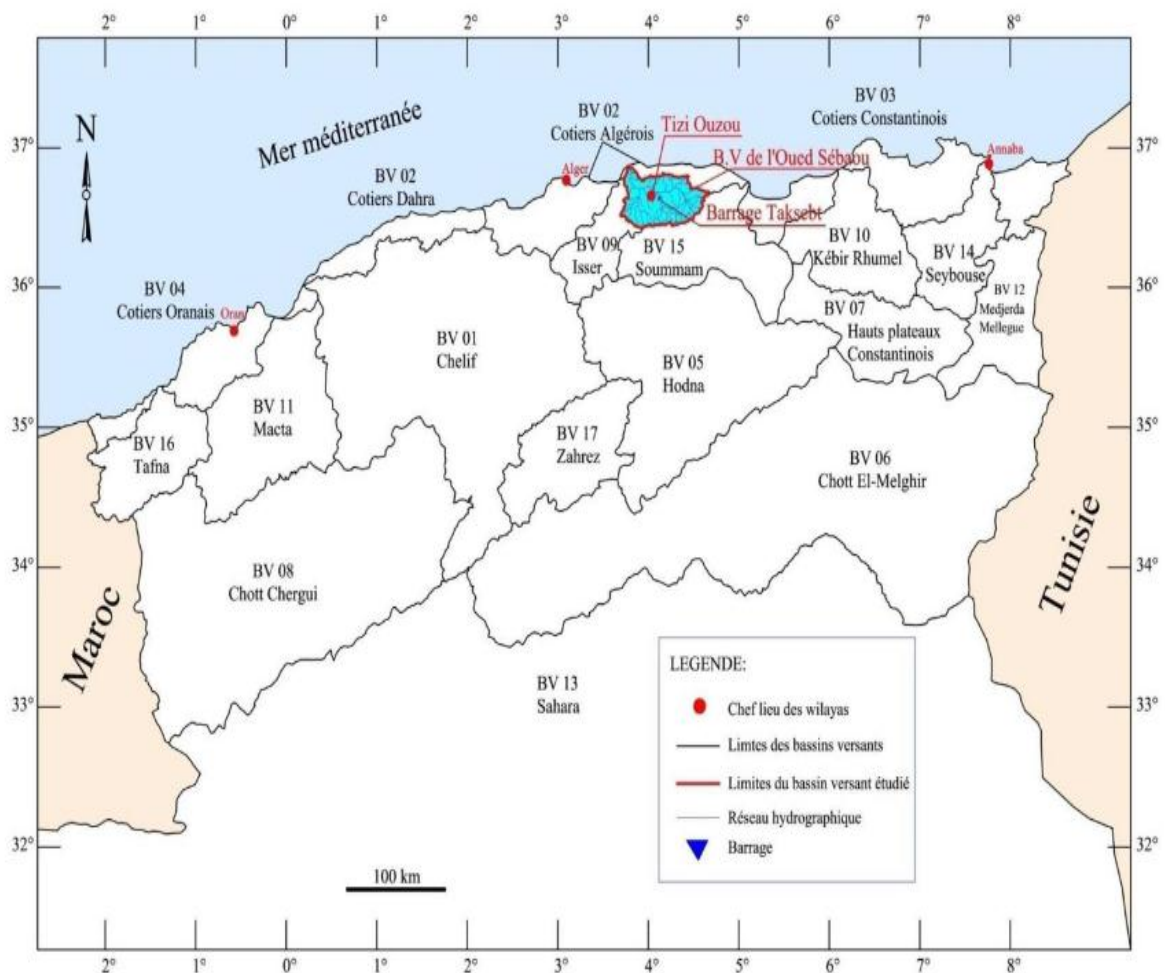 2° 1° 0° 1° 2° 3° 4° 5° 6° 7° 8°
N
Mer méditerranée
BV 02
Cotiers Algérois
BV 03
Cotiers Constantinois
Tizi Ouzou
37°
37°
Alger
B.V de l'Oued Sébaou
Annaba
BV 02
Cotiers Dahra
Barrage Taksebt
BV 09
Isser
BV 15
Soummam
BV 10
Kébir Rhumel
BV 14
Seybouse
36°
36°
BV 04
Cotiers Oranais
Oran
BV 12
Medjerda
Mellegue
BV 07
Hauts plateaux
Constantinois
BV 01
Chelif
BV 05
Hodna
35°
35°
BV 16
Tafna
BV 11
Macta
BV 17
Zahrez
BV 06
Chott El-Melghir
34°
34°
BV 08
Chott Chergui
Maroc
Tunisie
33°
33°
BV 13
Sahara
LEGENDE:
Chef lieu des wilayas
Limtes des bassins versants
Limites du bassin versant étudié
Réseau hydrographique
Barrage
32°
32°
100 km
2° 1° 0° 1° 2° 3° 4° 5° 6° 7° 8°